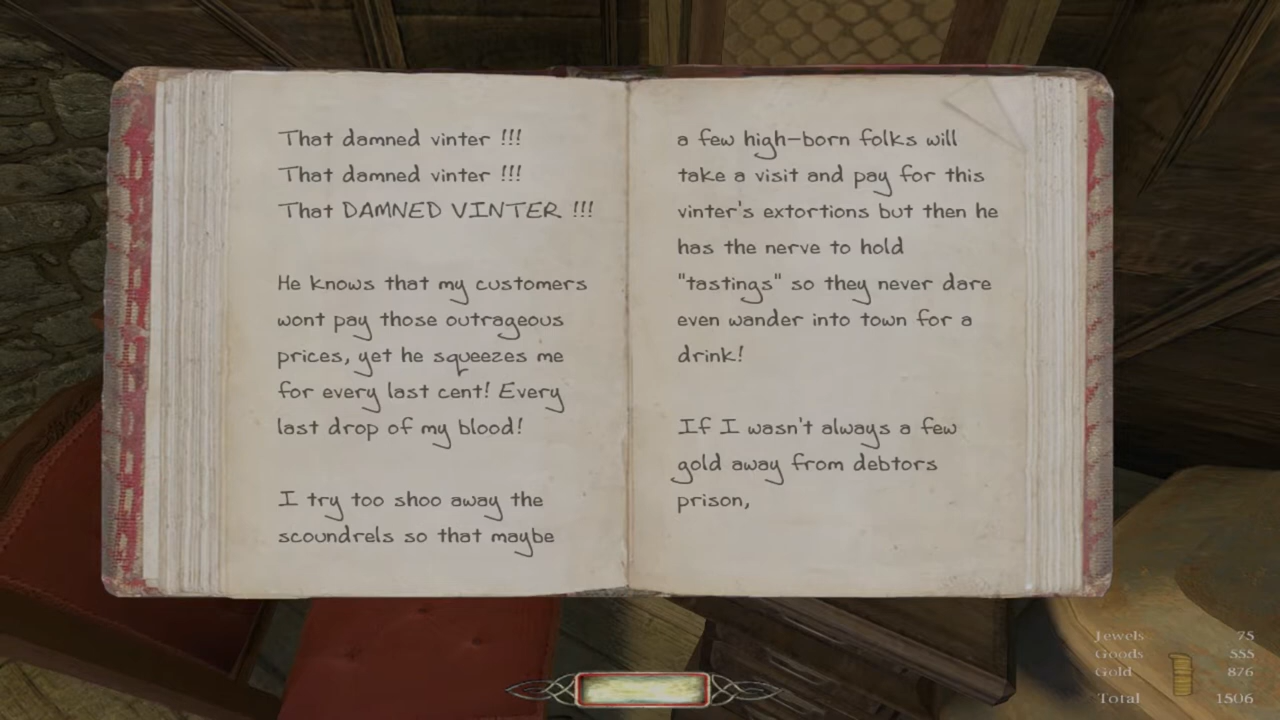 That damned vinter !!!
That damned vinter !!!
That DAMNED VINTER !!!
He knows that my customers
wont pay those outrageous
prices, yet he squeezes me
for every last cent! Every
last drop of my blood!
I try too shoo away the
scoundrels so that maybe
a few high-born folks will
take a visit and pay for this
vinter's extortions but then he
has the nerve to hold
"tastings" so they never dare
even wander into town for a
drink!
If I wasn't always a few
gold away from debtors
prison,
Jewels 75
Goods 555
Gold 876
Total 1506